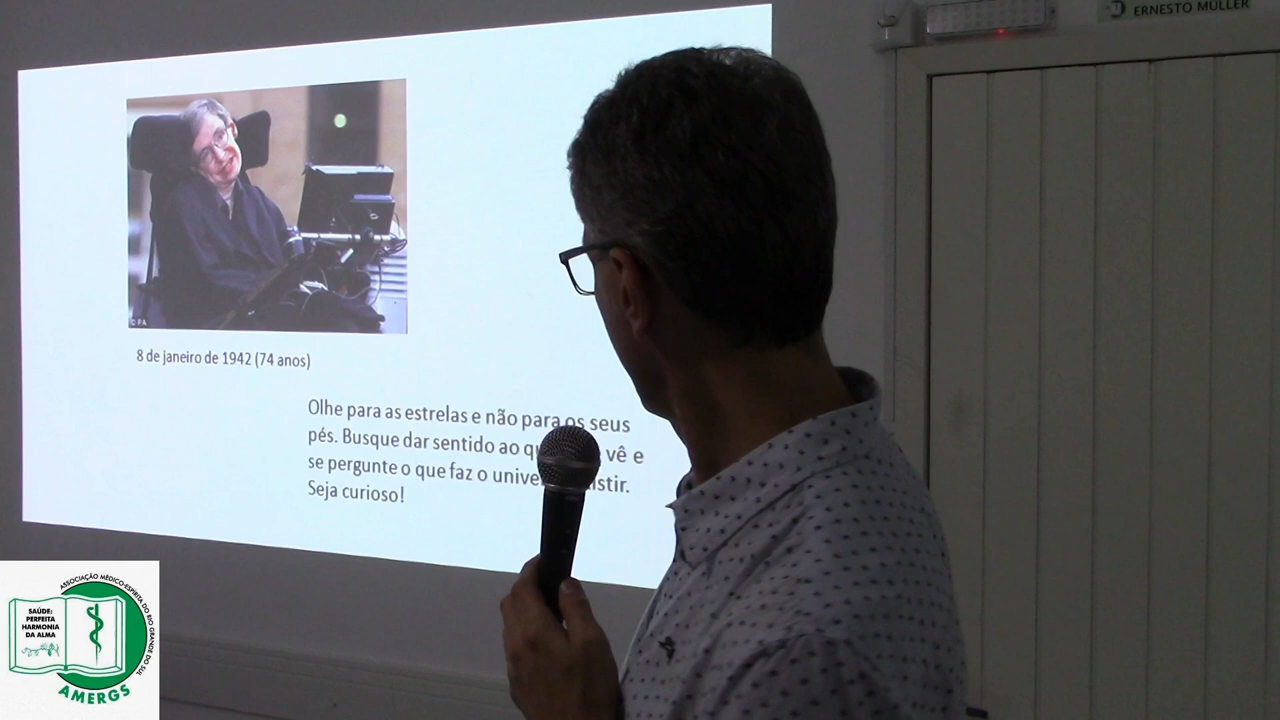 ERNESTO MÜLLER
© PA
8 de janeiro de 1942 (74 anos)
Olhe para as estrelas e não para os seus
pés. Busque dar sentido ao vê e
se pergunte o que faz o
Seja curioso!
ASSOCIAÇÃO MÉDICO-ESPÍRITA DO RIO GRANDE DO SUL
SAÚDE:
PERFEITA
HARMONIA
DA ALMA
AMERGS